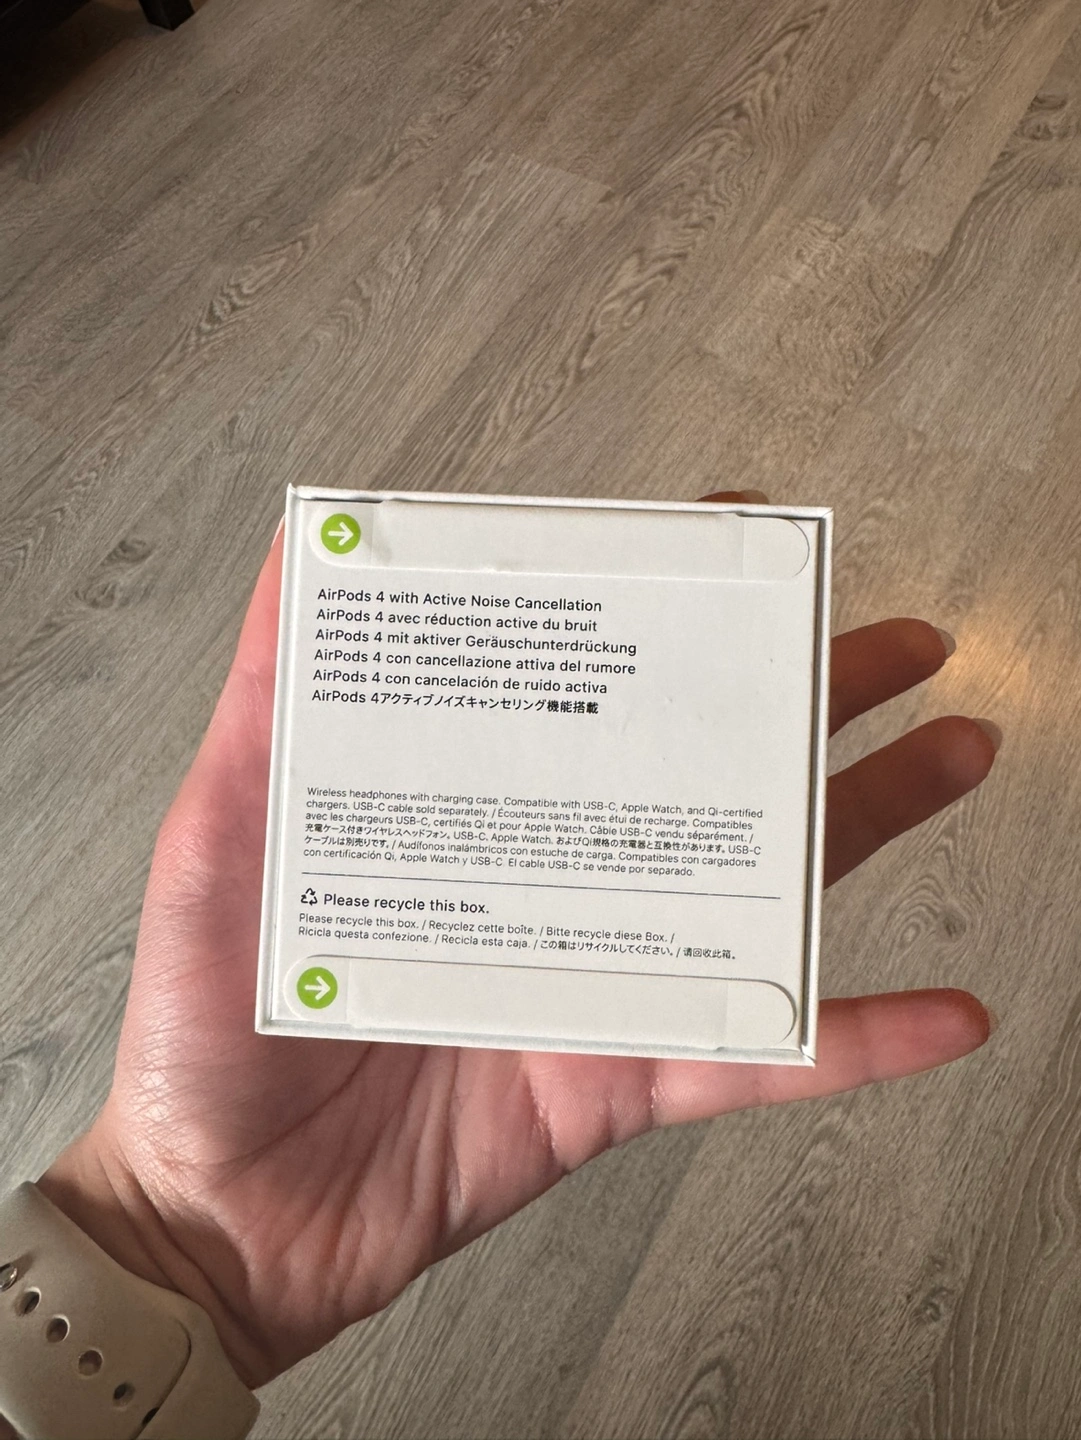 AirPods 4 with Active Noise Cancellation
AirPods 4 avec réduction active du bruit
AirPods 4 mit aktiver Geräuschunterdrückung
AirPods 4 con cancellazione attiva del rumore
AirPods 4 con cancelación de ruido activa
AirPods 4アクティブノイズキャンセリング機能搭載
Wireless headphones with charging case. Compatible with USB-C, Apple Watch, and Qi-certified
chargers. USB-C cable sold separately. / Écouteurs sans fil avec étui de recharge. Compatibles
avec les chargeurs USB-C, certifiés Qi et pour Apple Watch. Câble USB-C vendu séparément. /
充電ケース付きワイヤレスヘッドフォン。USB-C、Apple Watch、およびQi規格の充電器と互換性があります。USB-C
ケーブルは別売りです。/ Audífonos inalámbricos con estuche de carga. Compatibles con cargadores
con certificación Qi, Apple Watch y USB-C. El cable USB-C se vende por separado.
Please recycle this box.
Please recycle this box. / Recyclez cette boîte. / Bitte recycle diese Box. /
Ricicla questa confezione. / Recicla esta caja. / この箱はリサイクルしてください。/ 请回收此箱。